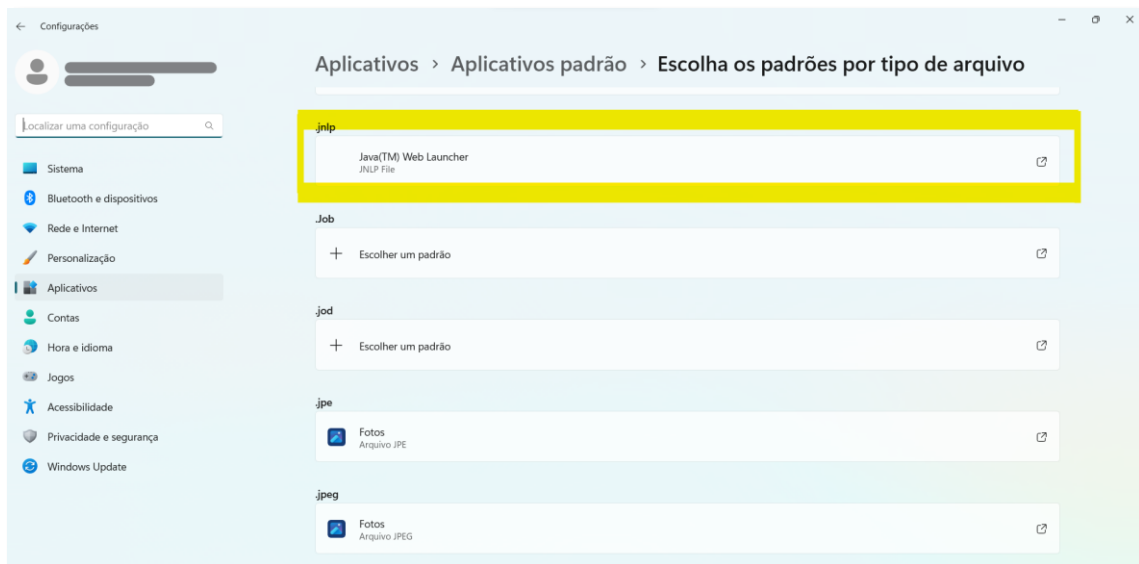 Configurações
Aplicativos > Aplicativos padrão > Escolha os padrões por tipo de arquivo
Localizar uma configuração
Sistema
Bluetooth e dispositivos
Rede e Internet
Personalização
Aplicativos
Contas
Hora e idioma
Jogos
Acessibilidade
Privacidade e segurança
Windows Update
.jnlp
Java(TM) Web Launcher
JNLP File
.Job
Escolher um padrão
.jod
Escolher um padrão
.jpe
Fotos
Arquivo JPE
.jpeg
Fotos
Arquivo JPEG